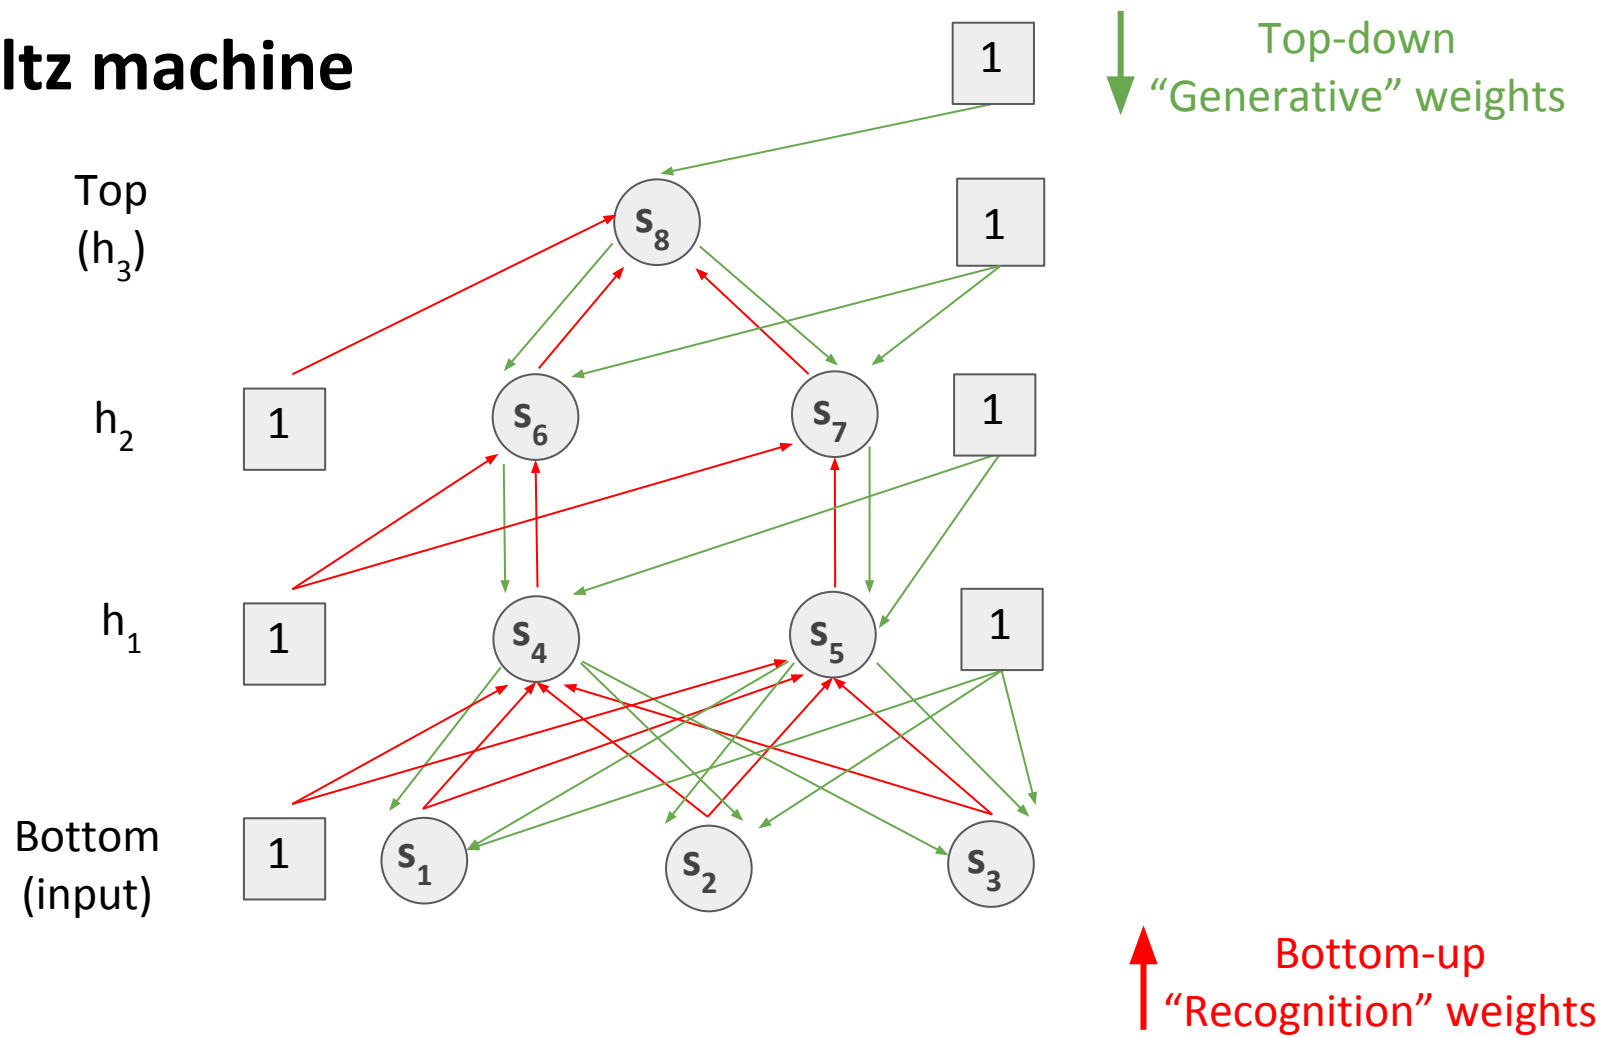 ltz machine
1
Top-down
“Generative” weights
Top
(h3)
s8
1
h2
1
s6
s7
1
h1
1
s4
s5
1
Bottom
(input)
1
s1
s2
s3
Bottom-up
“Recognition” weights